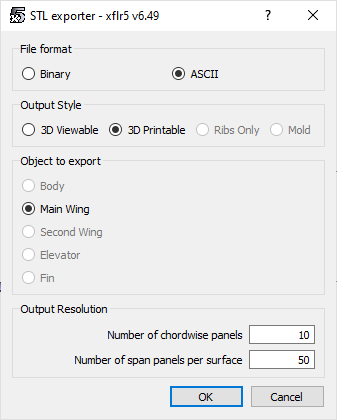 STL exporter - xflr5 v6.49 ?
File format
Binary ASCII
Output Style
3D Viewable 3D Printable Ribs Only Mold
Object to export
Body
Main Wing
Second Wing
Elevator
Fin
Output Resolution
Number of chordwise panels 10
Number of span panels per surface 50
OK Cancel